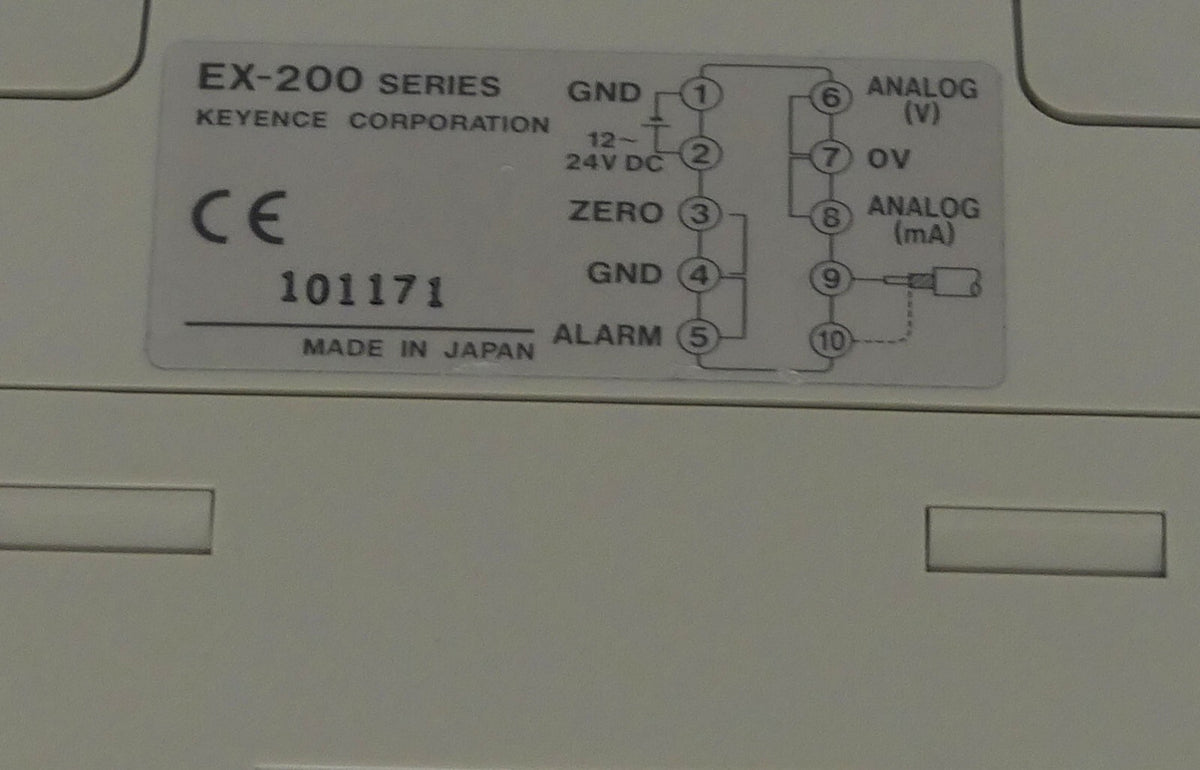 EX-200 SERIES
KEYENCE CORPORATION
CE
101171
MADE IN JAPAN
GND 1
12~
24V DC 2
ZERO 3
GND 4
ALARM 5
6 ANALOG
(V)
7 0V
8 ANALOG
(mA)
9
10